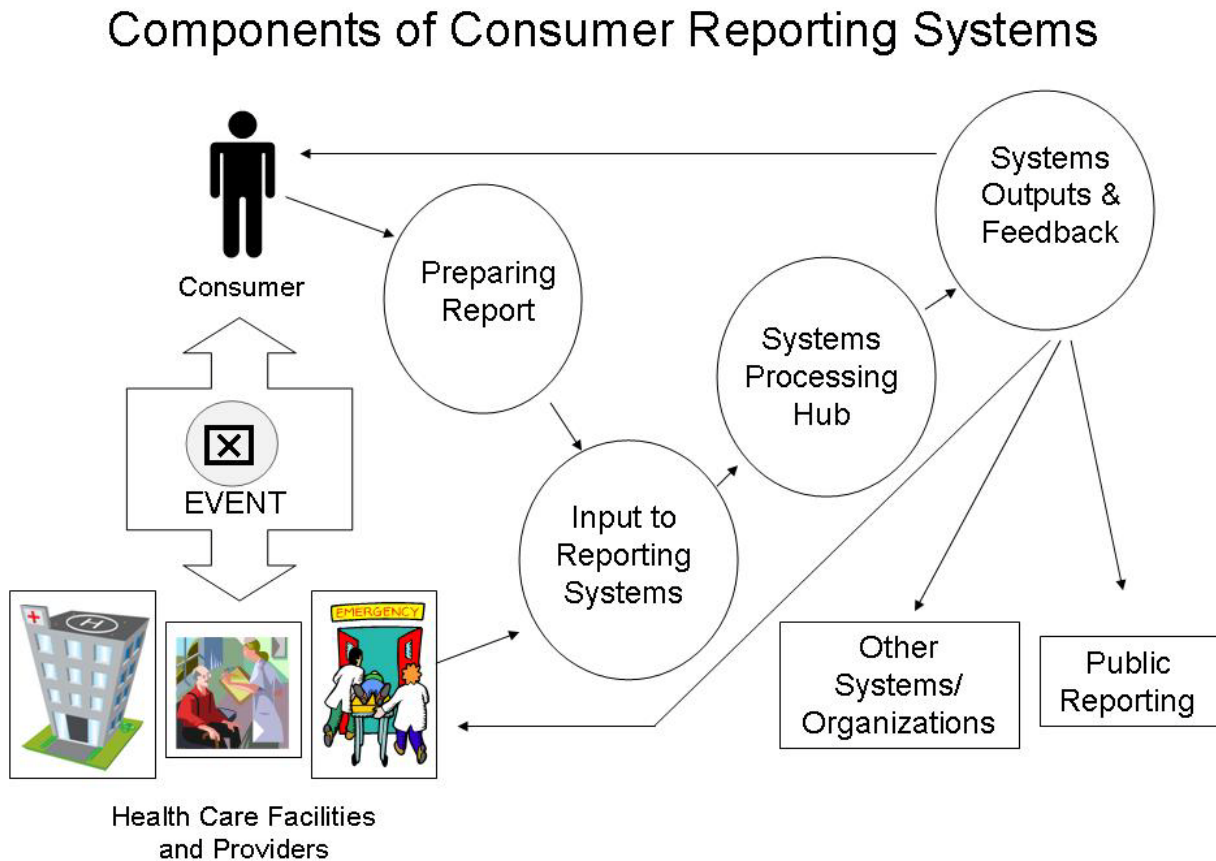 Components of Consumer Reporting Systems
Consumer
EVENT
Preparing
Report
Input to
Reporting
Systems
Systems
Processing
Hub
Systems
Outputs &
Feedback
H
EMERGENCY
Health Care Facilities
and Providers
Other
Systems/
Organizations
Public
Reporting